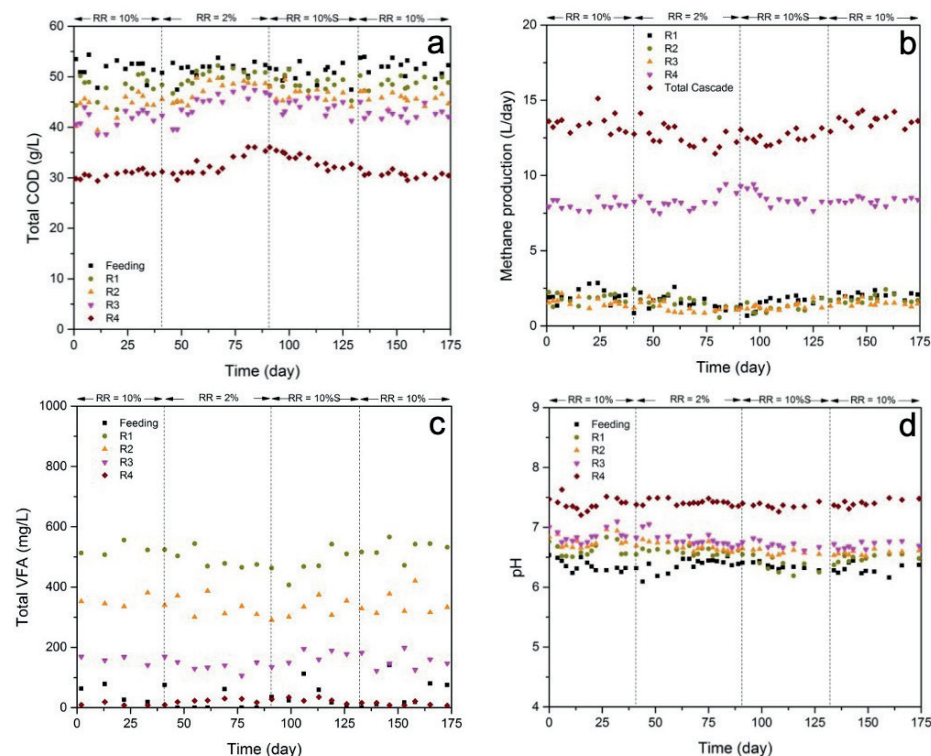 RR = 10% RR = 2% RR = 10%S RR = 10%
a
60
50
40
30
20
10
0
Total COD (g/L)
Feeding
R1
R2
R3
R4
0 25 50 75 100 125 150 175
Time (day)
RR = 10% RR = 2% RR = 10%S RR = 10%
b
20
15
10
5
0
Methane production (L/day)
R1
R2
R3
R4
Total Cascade
0 25 50 75 100 125 150 175
Time (day)
RR = 10% RR = 2% RR = 10%S RR = 10%
c
1000
800
600
400
200
0
Total VFA (mg/L)
Feeding
R1
R2
R3
R4
0 25 50 75 100 125 150 175
Time (day)
RR = 10% RR = 2% RR = 10%S RR = 10%
d
9
8
7
6
5
4
pH
Feeding
R1
R2
R3
R4
0 25 50 75 100 125 150 175
Time (day)